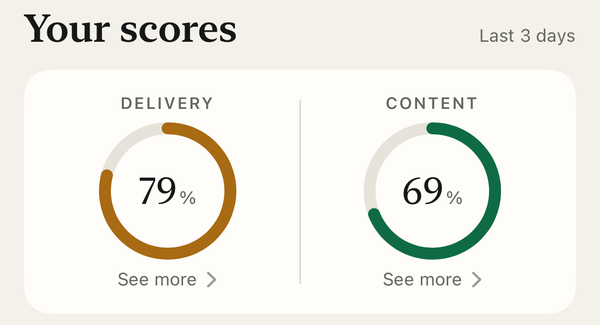 Your scores
Last 3 days
DELIVERY
79%
See more
CONTENT
69%
See more